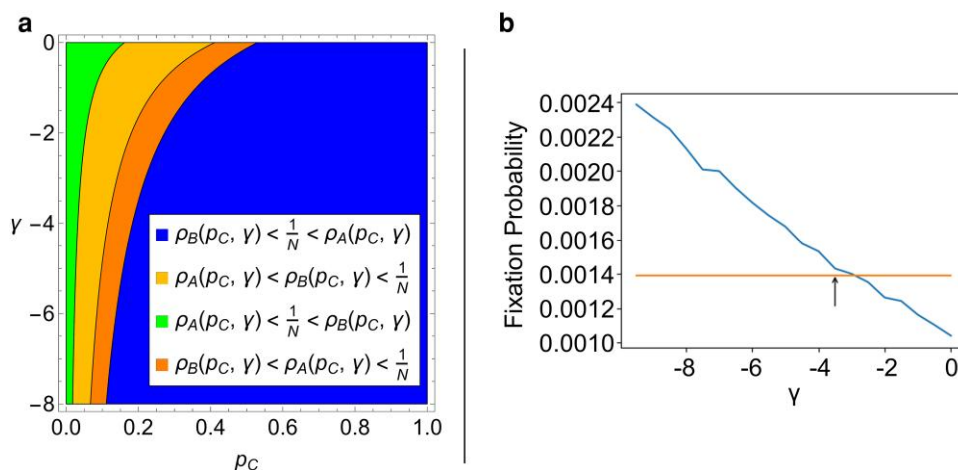 a
0
−2
−4
−6
−8
γ
0.0 0.2 0.4 0.6 0.8 1.0
p_C
ρ_B(p_C, γ) < 1/N < ρ_A(p_C, γ)
ρ_A(p_C, γ) < ρ_B(p_C, γ) < 1/N
ρ_A(p_C, γ) < 1/N < ρ_B(p_C, γ)
ρ_B(p_C, γ) < ρ_A(p_C, γ) < 1/N
b
Fixation Probability
0.0024
0.0022
0.0020
0.0018
0.0016
0.0014
0.0012
0.0010
-8 -6 -4 -2 0
γ